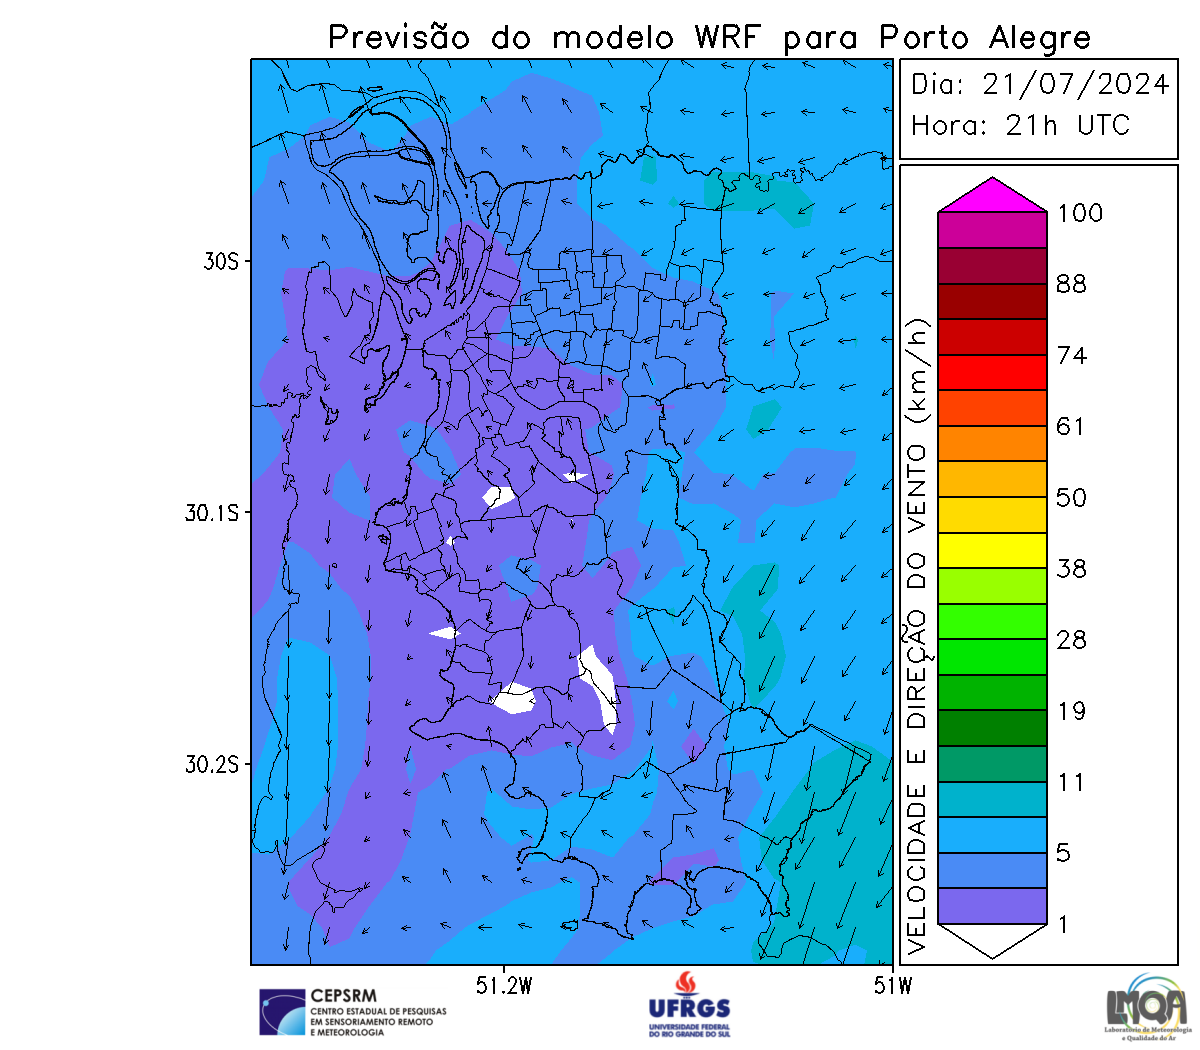 Previsão do modelo WRF para Porto Alegre
Dia: 21/07/2024
Hora: 21h UTC
30S
30.1S
30.2S
51.2W
51W
VELOCIDADE E DIREÇÃO DO VENTO (km/h)
100
88
74
61
50
38
28
19
11
5
1
CEPSRM
CENTRO ESTADUAL DE PESQUISAS
EM SENSORIAMENTO REMOTO
E METEOROLOGIA
UFRGS
UNIVERSIDADE FEDERAL
DO RIO GRANDE DO SUL
LMQA
Laboratório de Meteorologia
e Qualidade do Ar